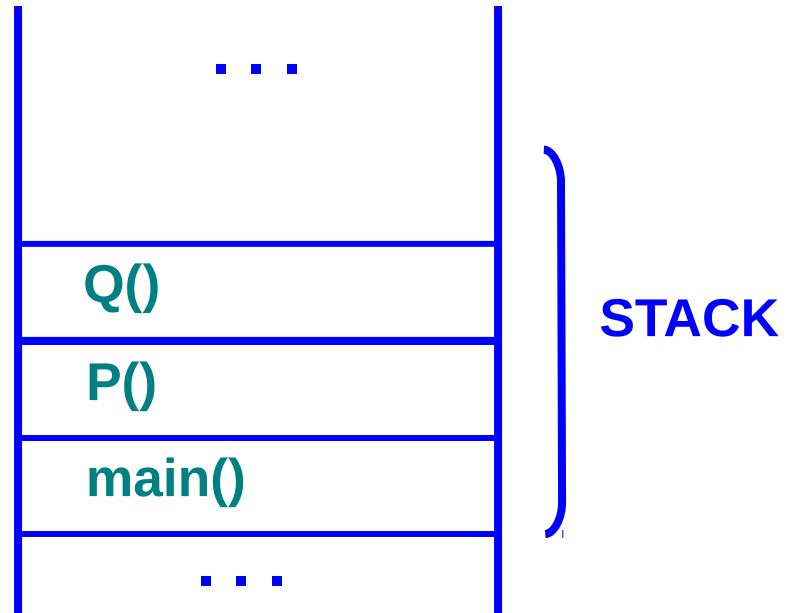 . . .
Q()
P()
main()
STACK
. . .